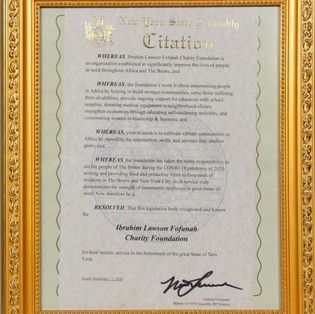 New York State Assembly
Citation
WHEREAS, Ibrahim Lawson Fofanah Charity Foundation is
an organization established to significantly improve the lives of people
in need throughout Africa and The Bronx, and
WHEREAS, the foundation's work is about empowering people
in Africa by helping to build stronger communities, serve those suffering
from disabilities, provide ongoing support for education with school
supplies, donating medical equipment to neighborhood clinics,
strengthen economies through educating self-sustaining activities, and
empowering women in leadership & business, and
WHEREAS, your mission is to cultivate vibrant communities in
Africa by providing the information, skills, and services they need to
grow; and,
WHEREAS, the foundation has taken the noble responsibility to
aid the people of The Bronx during the COVID 19 pandemic of 2020
serving and providing food and protective items to thousands of
residents in The Bronx and New York City; such service truly
demonstrates the strength of community resilience in great times of
need; Now therefore be it
RESOLVED, That this legislative body recognized and honors
the
Ibrahim Lawson Fofanah
Charity Foundation
for their tireless service to the betterment of the great State of New
York.